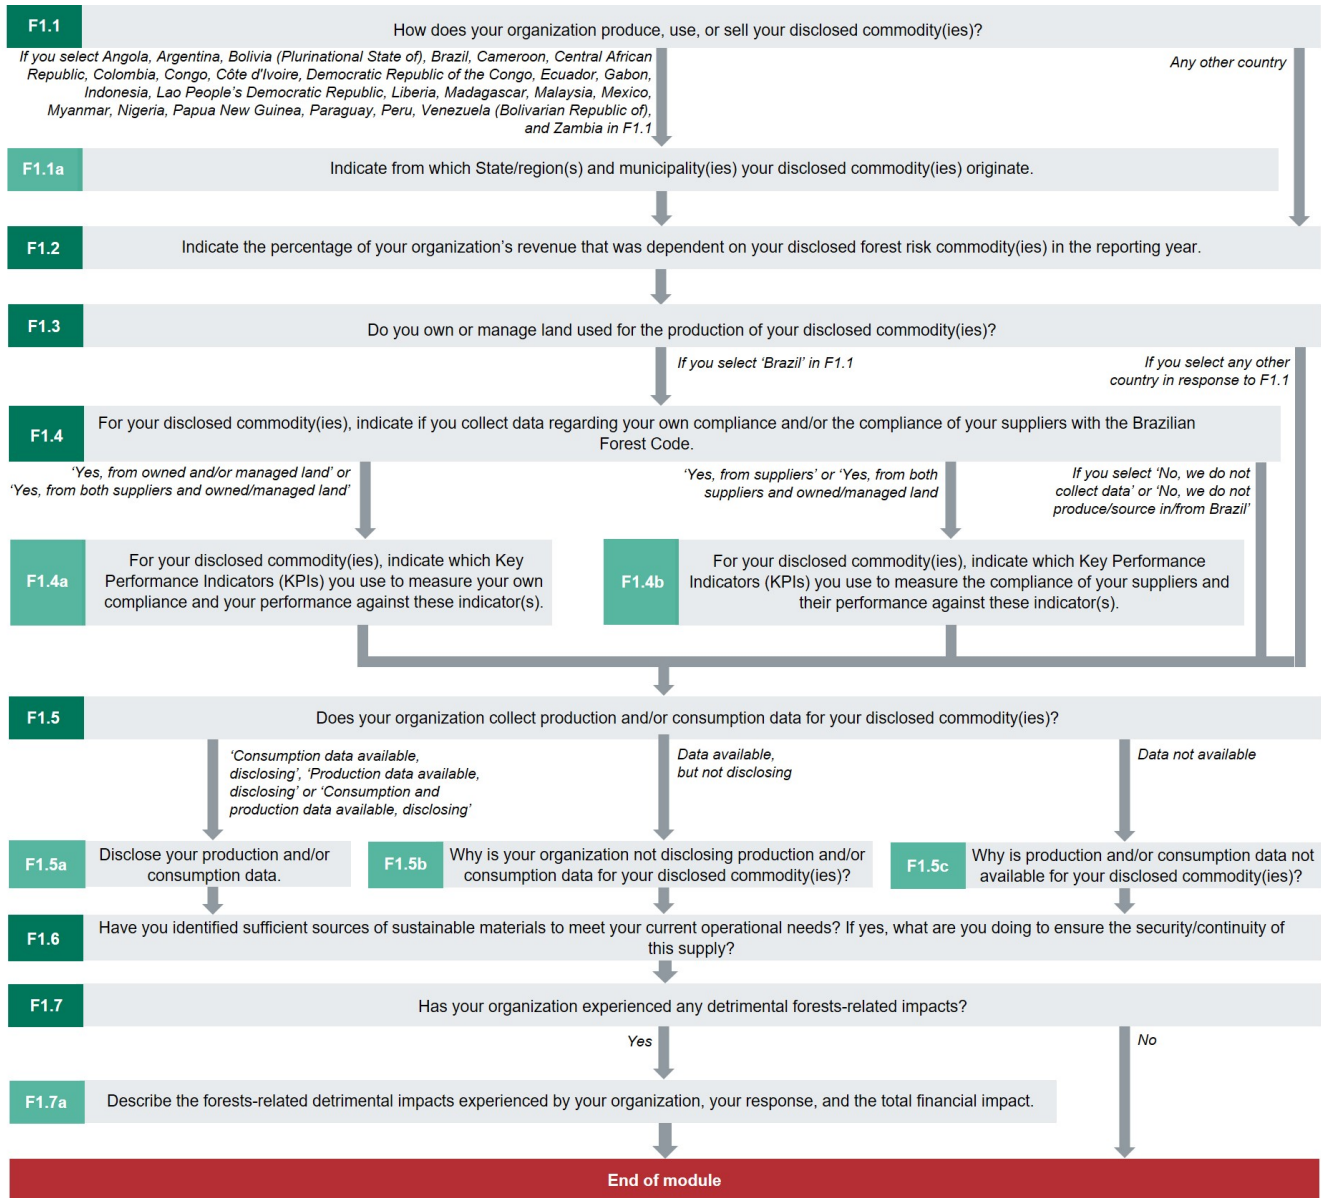 F1.1
How does your organization produce, use, or sell your disclosed commodity(ies)?
If you select Angola, Argentina, Bolivia (Plurinational State of), Brazil, Cameroon, Central African
Republic, Colombia, Congo, Côte d'Ivoire, Democratic Republic of the Congo, Ecuador, Gabon,
Indonesia, Lao People's Democratic Republic, Liberia, Madagascar, Malaysia, Mexico,
Myanmar, Nigeria, Papua New Guinea, Paraguay, Peru, Venezuela (Bolivarian Republic of),
and Zambia in F1.1
Any other country
F1.1a
Indicate from which State/region(s) and municipality(ies) your disclosed commodity(ies) originate.
F1.2
Indicate the percentage of your organization's revenue that was dependent on your disclosed forest risk commodity(ies) in the reporting year.
F1.3
Do you own or manage land used for the production of your disclosed commodity(ies)?
If you select 'Brazil' in F1.1
If you select any other
country in response to F1.1
F1.4
For your disclosed commodity(ies), indicate if you collect data regarding your own compliance and/or the compliance of your suppliers with the Brazilian
Forest Code.
'Yes, from owned and/or managed land' or
'Yes, from both suppliers and owned/managed land'
'Yes, from suppliers' or 'Yes, from both
suppliers and owned/managed land
If you select 'No, we do not
collect data' or 'No, we do not
produce/source in/from Brazil'
F1.4a
For your disclosed commodity(ies), indicate which Key
Performance Indicators (KPIs) you use to measure your own
compliance and your performance against these indicator(s).
F1.4b
For your disclosed commodity(ies), indicate which Key Performance
Indicators (KPIs) you use to measure the compliance of your suppliers and
their performance against these indicator(s).
F1.5
Does your organization collect production and/or consumption data for your disclosed commodity(ies)?
'Consumption data available,
disclosing', 'Production data available,
disclosing' or 'Consumption and
production data available, disclosing'
Data available,
but not disclosing
Data not available
F1.5a
Disclose your production and/or
consumption data.
F1.5b
Why is your organization not disclosing production and/or
consumption data for your disclosed commodity(ies)?
F1.5c
Why is production and/or consumption data not
available for your disclosed commodity(ies)?
F1.6
Have you identified sufficient sources of sustainable materials to meet your current operational needs? If yes, what are you doing to ensure the security/continuity of
this supply?
F1.7
Has your organization experienced any detrimental forests-related impacts?
Yes
No
F1.7a
Describe the forests-related detrimental impacts experienced by your organization, your response, and the total financial impact.
End of module